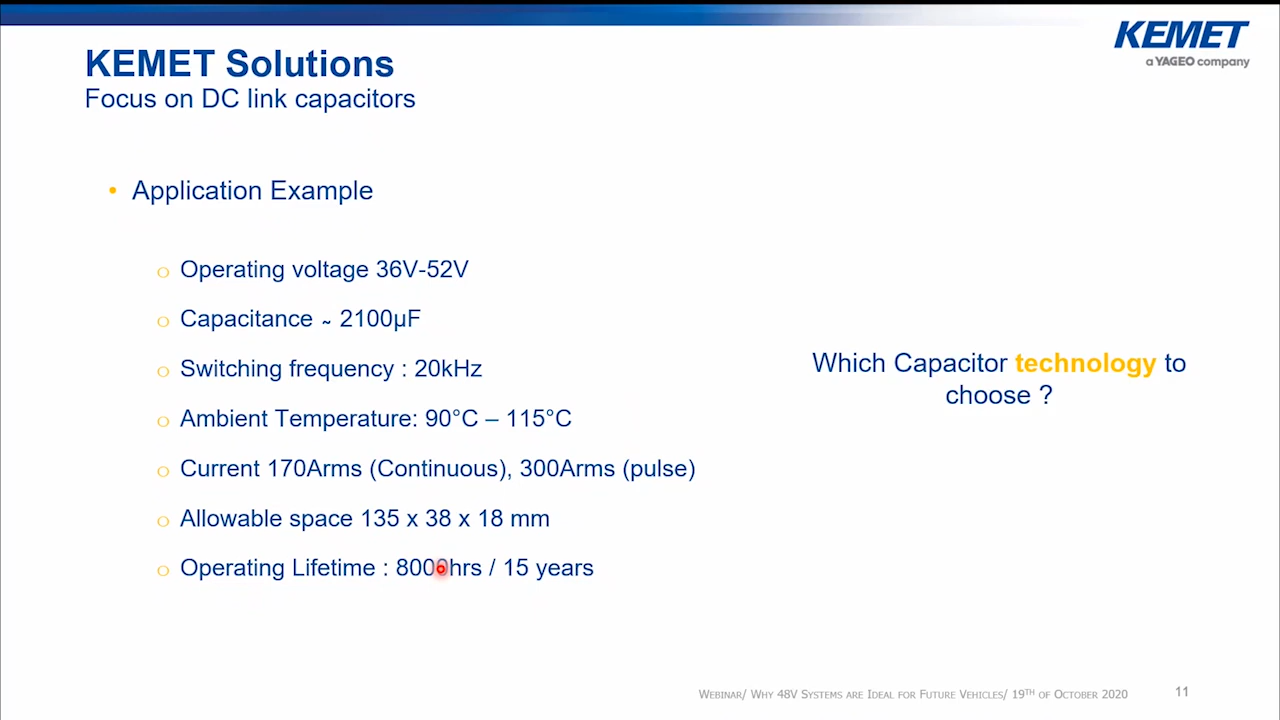 KEMET
a YAGEO company
KEMET Solutions
Focus on DC link capacitors
• Application Example
o Operating voltage 36V-52V
o Capacitance ~ 2100µF
o Switching frequency : 20kHz
o Ambient Temperature: 90°C – 115°C
o Current 170Arms (Continuous), 300Arms (pulse)
o Allowable space 135 x 38 x 18 mm
o Operating Lifetime : 8000hrs / 15 years
Which Capacitor technology to
choose ?
WEBINAR/ WHY 48V SYSTEMS ARE IDEAL FOR FUTURE VEHICLES/ 19TH OF OCTOBER 2020
11